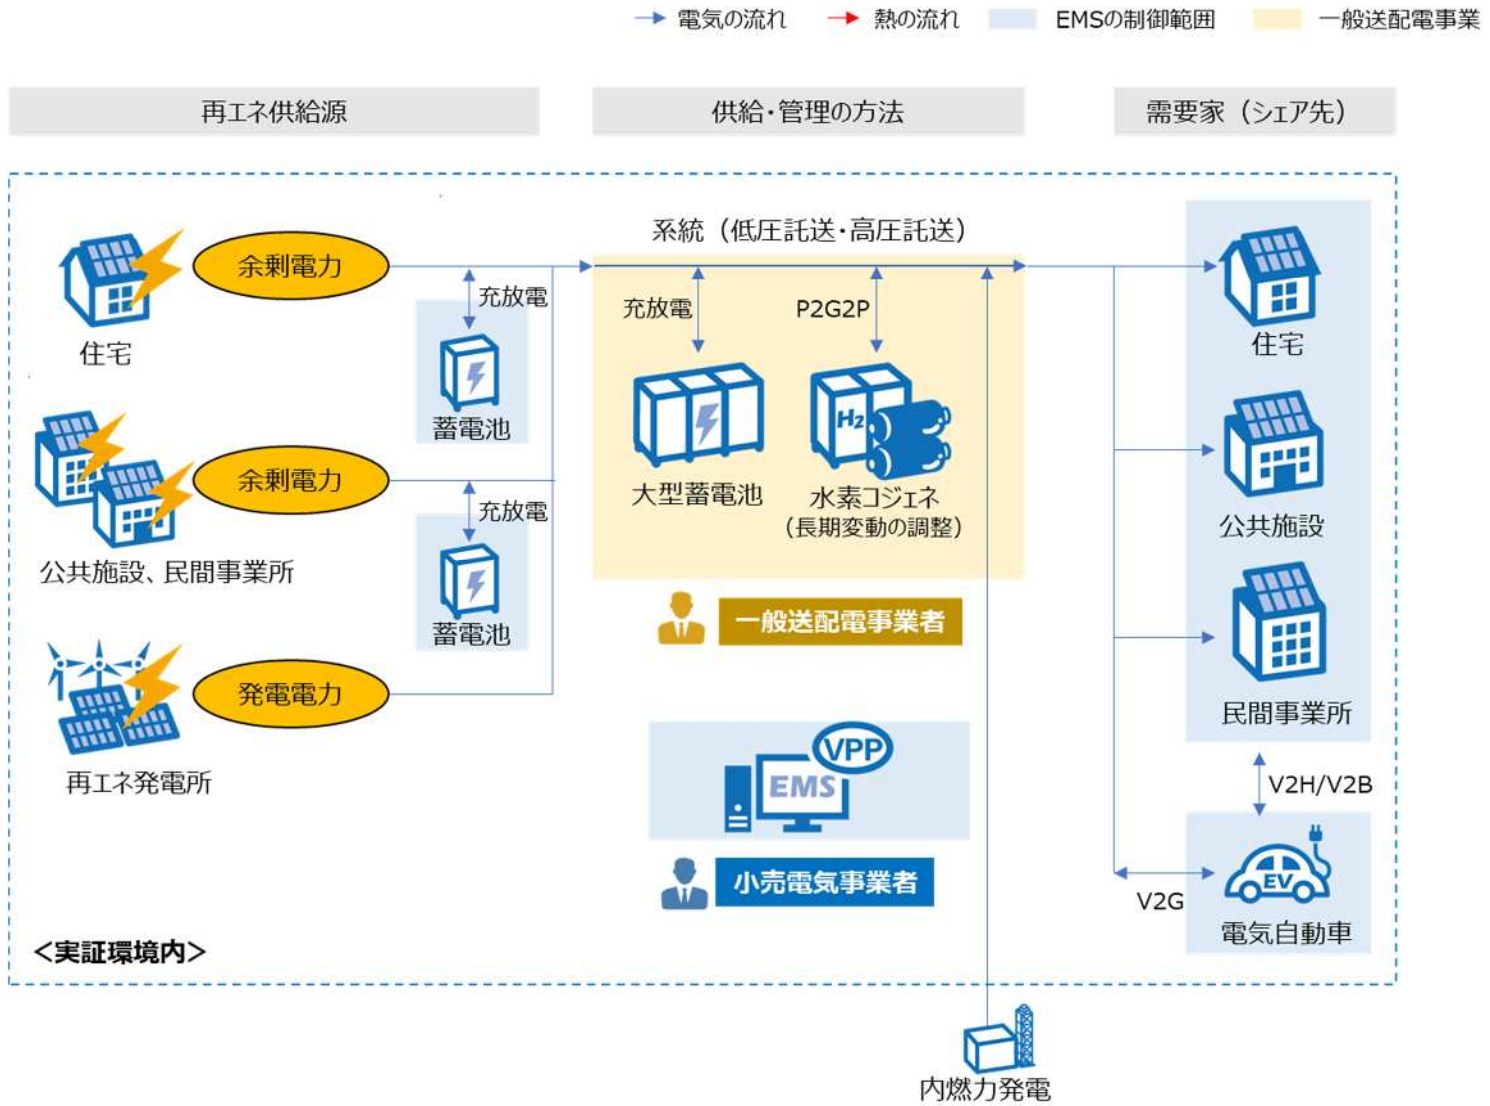 電気の流れ 熱の流れ EMSの制御範囲 一般送配電事業
再エネ供給源 供給・管理の方法 需要家（シェア先）
系統（低圧託送・高圧託送）
余剰電力
充放電
住宅
蓄電池
余剰電力
充放電
公共施設、民間事業所
蓄電池
発電電力
再エネ発電所
充放電
P2G2P
大型蓄電池
H2
水素コジェネ
（長期変動の調整）
一般送配電事業者
VPP
EMS
小売電気事業者
住宅
公共施設
民間事業所
V2H/V2B
V2G
EV
電気自動車
＜実証環境内＞
内燃力発電